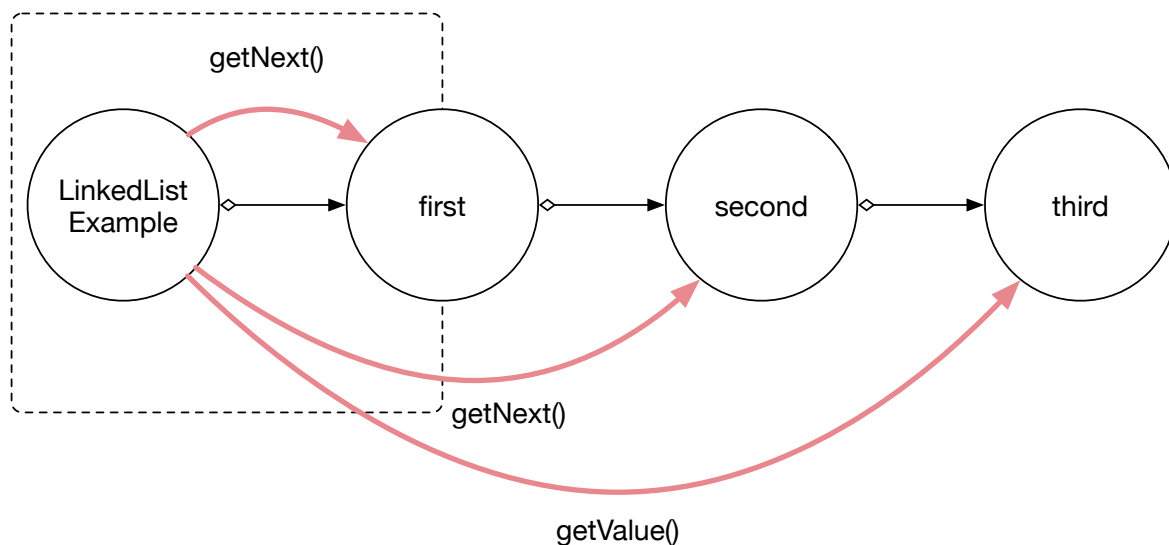 getNext()
LinkedList
Example
first
second
third
getNext()
getValue()